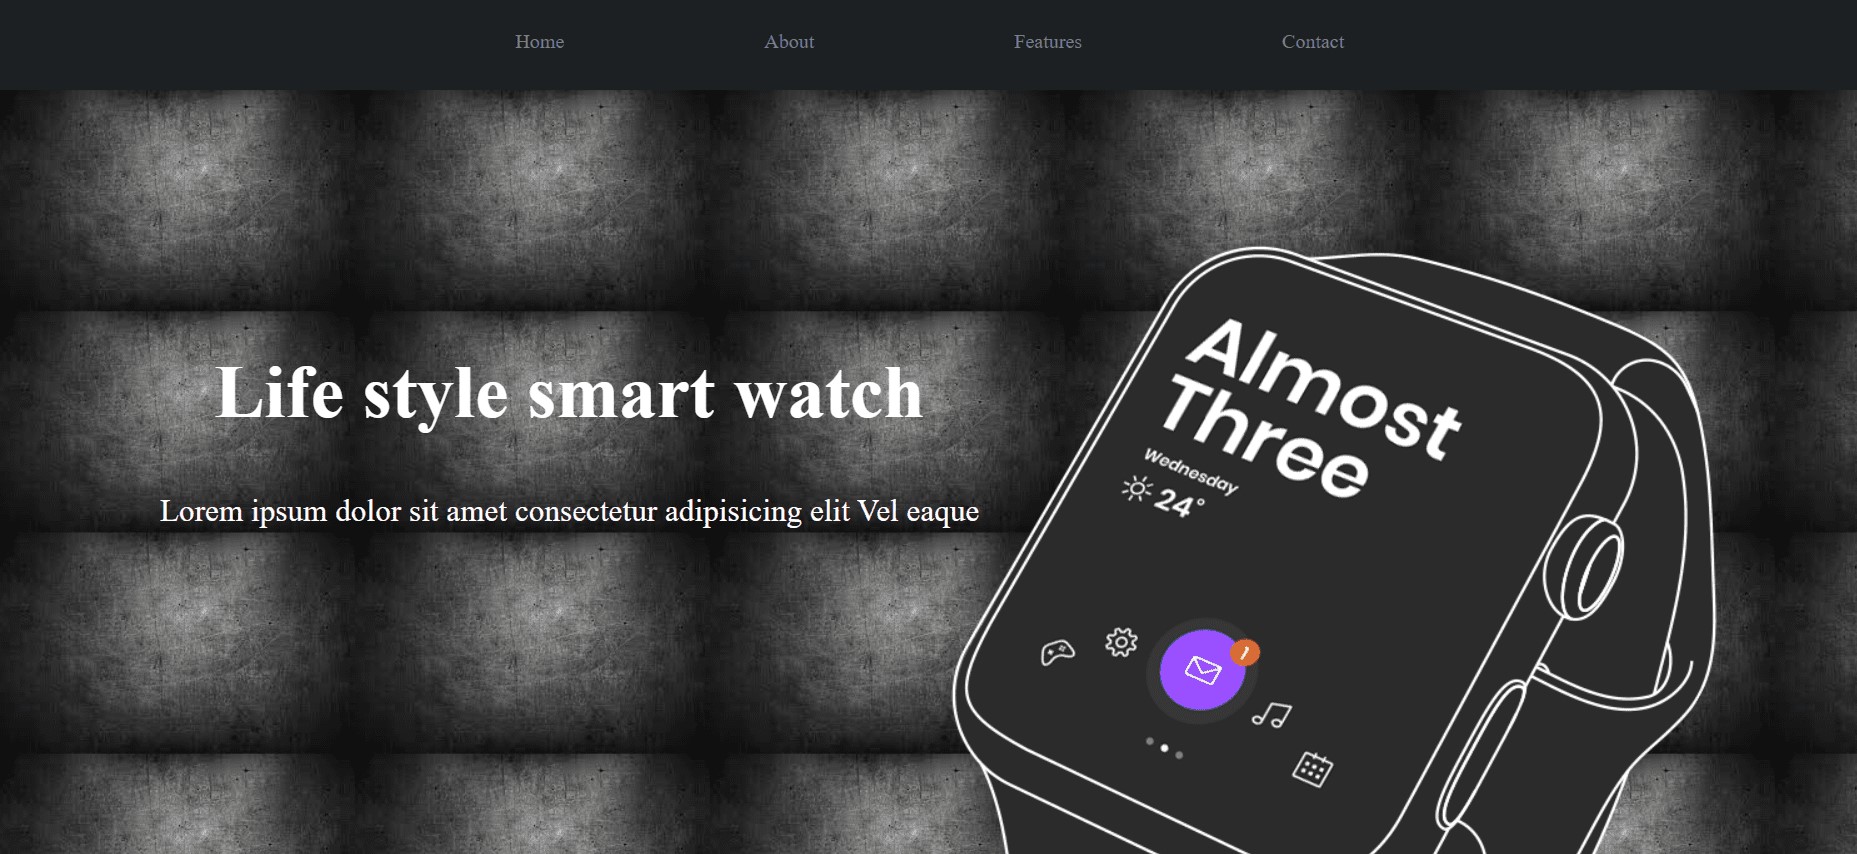 Home About Features Contact
Life style smart watch
Lorem ipsum dolor sit amet consectetur adipisicing elit Vel eaque
Almost
Three
Wednesday
24°
1